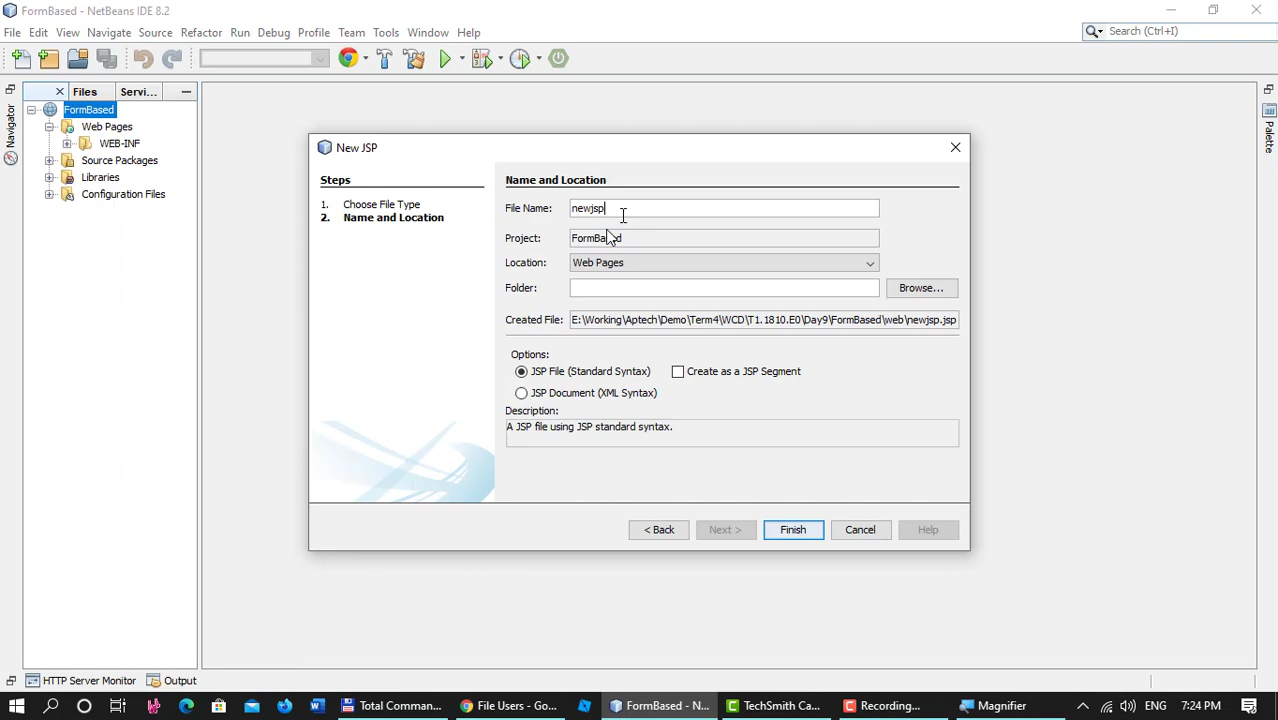 FormBased - NetBeans IDE 8.2
File Edit View Navigate Source Refactor Run Debug Profile Team Tools Window Help
Search (Ctrl+I)
Files Servi...
Navigator
Palette
FormBased
Web Pages
WEB-INF
Source Packages
Libraries
Configuration Files
New JSP
Steps
1. Choose File Type
2. Name and Location
Name and Location
File Name: newjsp
Project: FormBased
Location: Web Pages
Folder: Browse...
Created File: E:\Working\Aptech\Demo\Term4\WCD\T1.1810.E0\Day9\FormBased\web\newjsp.jsp
Options:
JSP File (Standard Syntax) Create as a JSP Segment
JSP Document (XML Syntax)
Description:
A JSP file using JSP standard syntax.
< Back Next > Finish Cancel Help
HTTP Server Monitor Output
Total Comman... File Users - Go... FormBased - N... TechSmith Ca... Recording... Magnifier ENG 7:24 PM